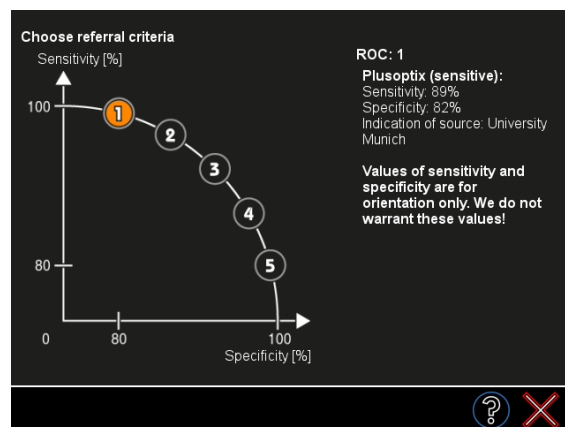 Choose referral criteria
Sensitivity [%]
100
1
2
3
4
5
80
0
80
100
Specificity [%]
ROC: 1
Plusoptix (sensitive):
Sensitivity: 89%
Specificity: 82%
Indication of source: University
Munich
Values of sensitivity and
specificity are for
orientation only. We do not
warrant these values!
?